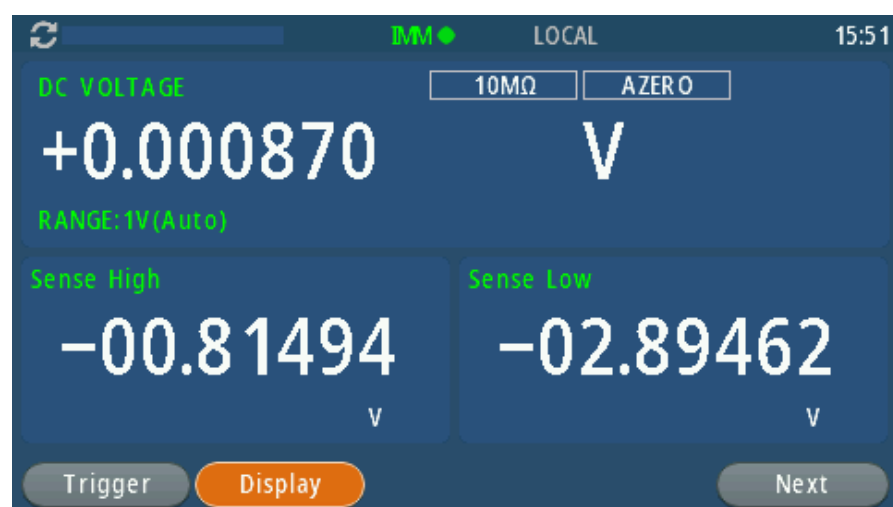 IMM LOCAL 15:51
DC VOLTAGE 10MΩ AZERO
+0.000870 V
RANGE:1V(Auto)
Sense High
−00.81494
V
Sense Low
−02.89462
V
Trigger Display Next